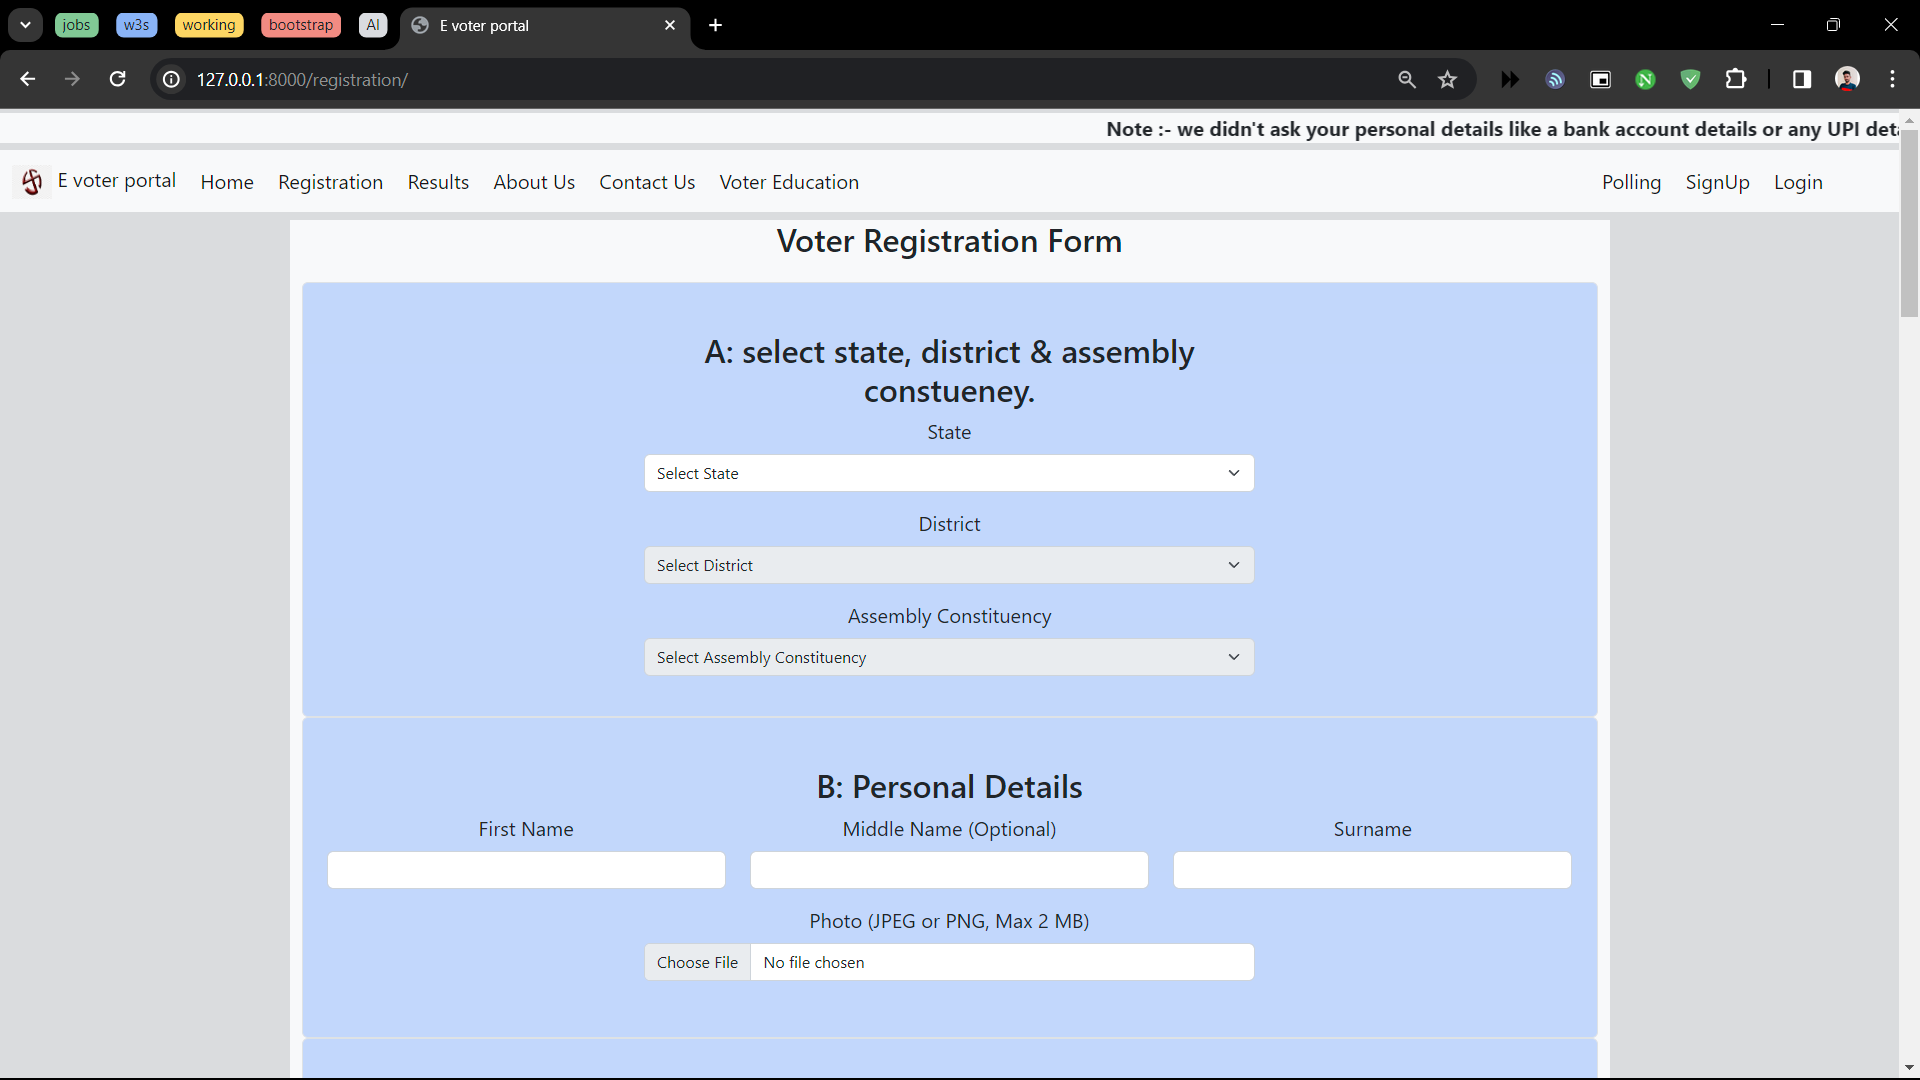 jobs
w3s
working
bootstrap
AI
E voter portal
127.0.0.1:8000/registration/
Note :- we didn't ask your personal details like a bank account details or any UPI deta
E voter portal Home Registration Results About Us Contact Us Voter Education Polling SignUp Login
Voter Registration Form
A: select state, district & assembly
constueney.
State
Select State
District
Select District
Assembly Constituency
Select Assembly Constituency
B: Personal Details
First Name Middle Name (Optional) Surname
Photo (JPEG or PNG, Max 2 MB)
Choose File No file chosen